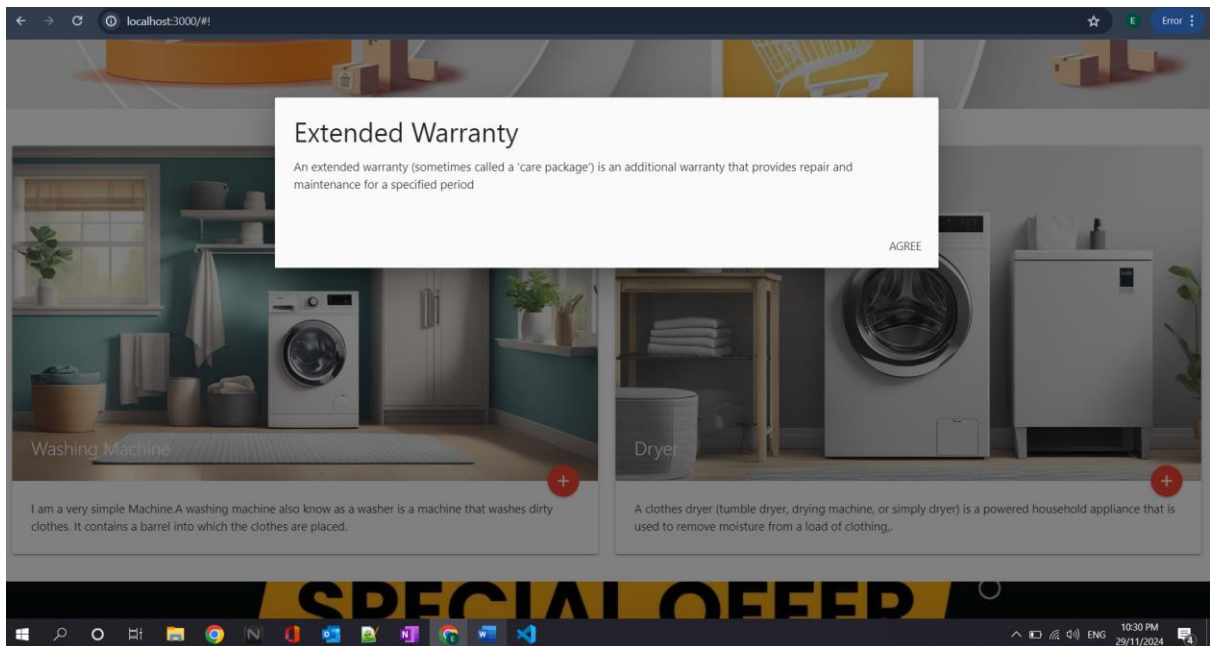 localhost:3000/#!
E
Error
Extended Warranty
An extended warranty (sometimes called a 'care package') is an additional warranty that provides repair and
maintenance for a specified period
AGREE
Washing Machine
Dryer
+
+
I am a very simple Machine.A washing machine also know as a washer is a machine that washes dirty
clothes. It contains a barrel into which the clothes are placed.
A clothes dryer (tumble dryer, drying machine, or simply dryer) is a powered household appliance that is
used to remove moisture from a load of clothing,.
SPECIAL OFFER
ENG
10:30 PM
29/11/2024
4